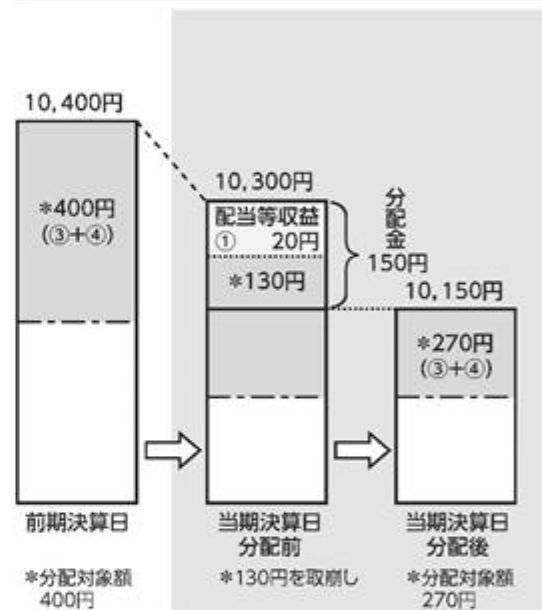 10,400円
*400円
(③+④)
前期決算日
*分配対象額
400円
10,300円
配当等収益
① 20円
*130円
分配金
150円
当期決算日
分配前
*130円を取崩し
10,150円
*270円
(③+④)
当期決算日
分配後
*分配対象額
270円